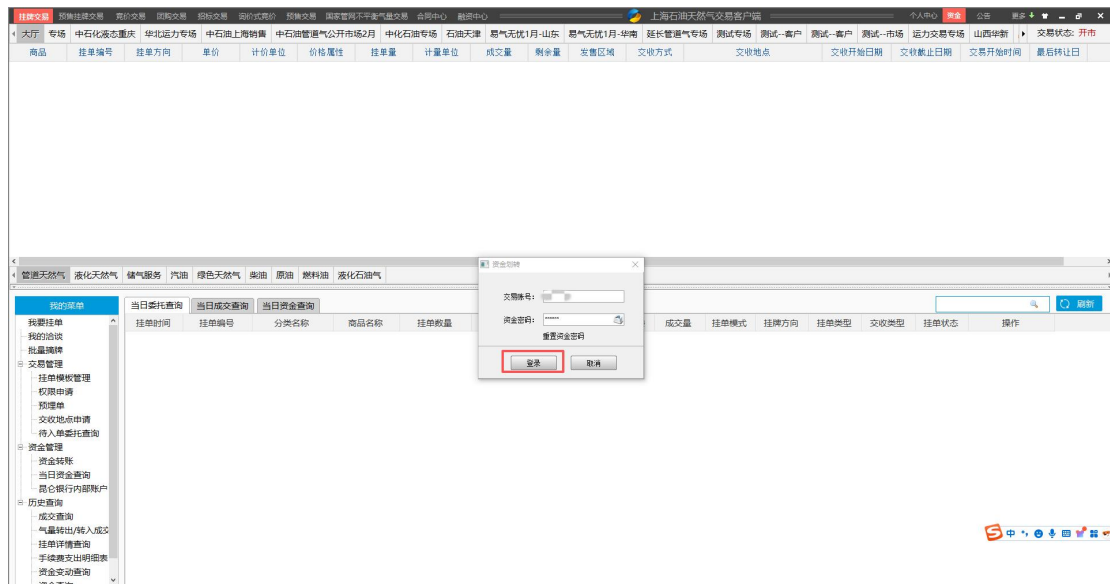 挂牌交易 预售挂牌交易 竞价交易 团购交易 招标交易 询价式竞价 预售交易 国家管网不平衡气量交易 合同中心 融资中心 上海石油天然气交易客户端 个人中心 资金 公告 更多
大厅 专场 中石化液态重庆 华北运力专场 中石油上海销售 中石油管道气公开市场2月 中化石油专场 石油天津 易气无忧1月-山东 易气无忧1月-华南 延长管道气专场 测试专场 测试--客户 测试--客户 测试--市场 运力交易专场 山西华新 交易状态: 开市
商品 挂单编号 挂单方向 单价 计价单位 价格属性 挂单量 计量单位 成交量 剩余量 发售区域 交收方式 交收地点 交收开始日期 交收截止日期 交易开始时间 最后转让日
管道天然气 液化天然气 储气服务 汽油 绿色天然气 柴油 原油 燃料油 液化石油气
资金划转
交易账号:
资金密码: ******
重置资金密码
登录 取消
我的菜单 当日委托查询 当日成交查询 当日资金查询 刷新
挂单时间 挂单编号 分类名称 商品名称 挂单数量 成交量 挂单模式 挂牌方向 挂单类型 交收类型 挂单状态 操作
我要挂单
我的洽谈
批量摘牌
交易管理
挂单模板管理
权限申请
预埋单
交收地点申请
待入单委托查询
资金管理
资金转账
当日资金查询
昆仑银行内部账户
历史查询
成交查询
气量转出/转入成交
挂单详情查询
手续费支出明细表
资金变动查询
中